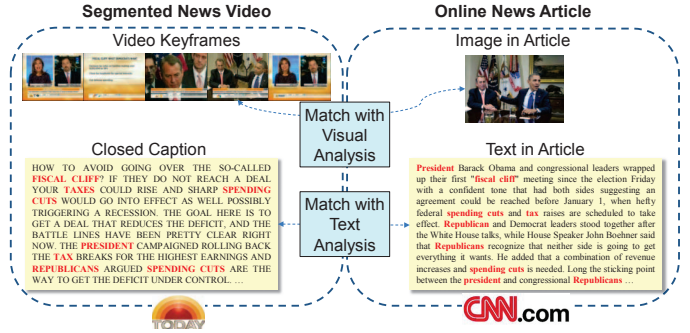 Segmented News Video
Online News Article
Video Keyframes
Image in Article
Match with
Visual
Analysis
Closed Caption
Text in Article
HOW TO AVOID GOING OVER THE SO-CALLED
FISCAL CLIFF? IF THEY DO NOT REACH A DEAL
YOUR TAXES COULD RISE AND SHARP SPENDING
CUTS WOULD GO INTO EFFECT AS WELL POSSIBLY
TRIGGERING A RECESSION. THE GOAL HERE IS TO
GET A DEAL THAT REDUCES THE DEFICIT, AND THE
BATTLE LINES HAVE BEEN PRETTY CLEAR RIGHT
NOW. THE PRESIDENT CAMPAIGNED ROLLING BACK
THE TAX BREAKS FOR THE HIGHEST EARNINGS AND
REPUBLICANS ARGUED SPENDING CUTS ARE THE
WAY TO GET THE DEFICIT UNDER CONTROL. …
Match with
Text
Analysis
President Barack Obama and congressional leaders wrapped
up their first "fiscal cliff" meeting since the election Friday
with a confident tone that had both sides suggesting an
agreement could be reached before January 1, when hefty
federal spending cuts and tax raises are scheduled to take
effect. Republican and Democrat leaders stood together after
the White House talks, while House Speaker John Boehner said
that Republicans recognize that neither side is going to get
everything it wants. He added that a combination of revenue
increases and spending cuts is needed. Long the sticking point
between the president and congressional Republicans …
TODAY
CNN.com